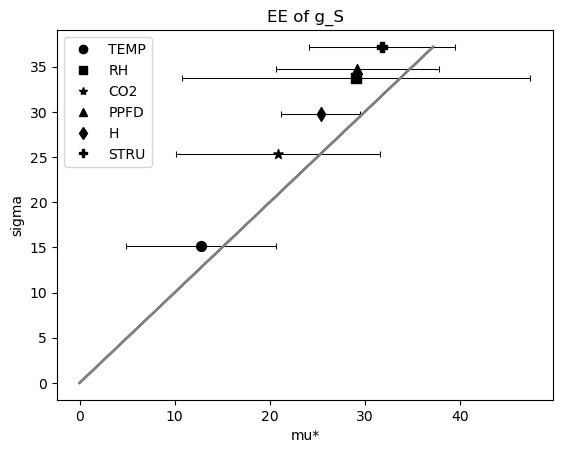 EE of g_S
TEMP
RH
CO2
PPFD
H
STRU
sigma
35
30
25
20
15
10
5
0
0 10 20 30 40
mu*